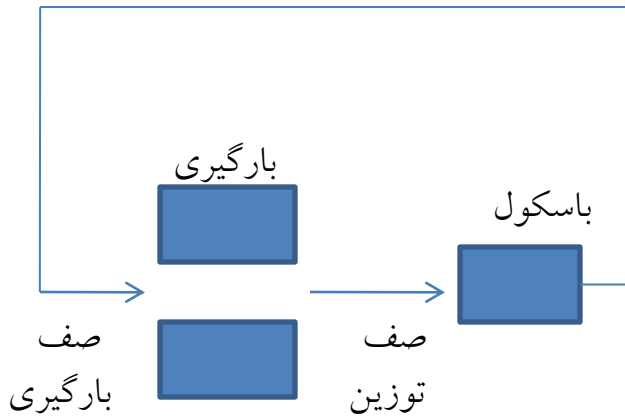 بارگیری
باسکول
صف
بارگیری
صف
توزین